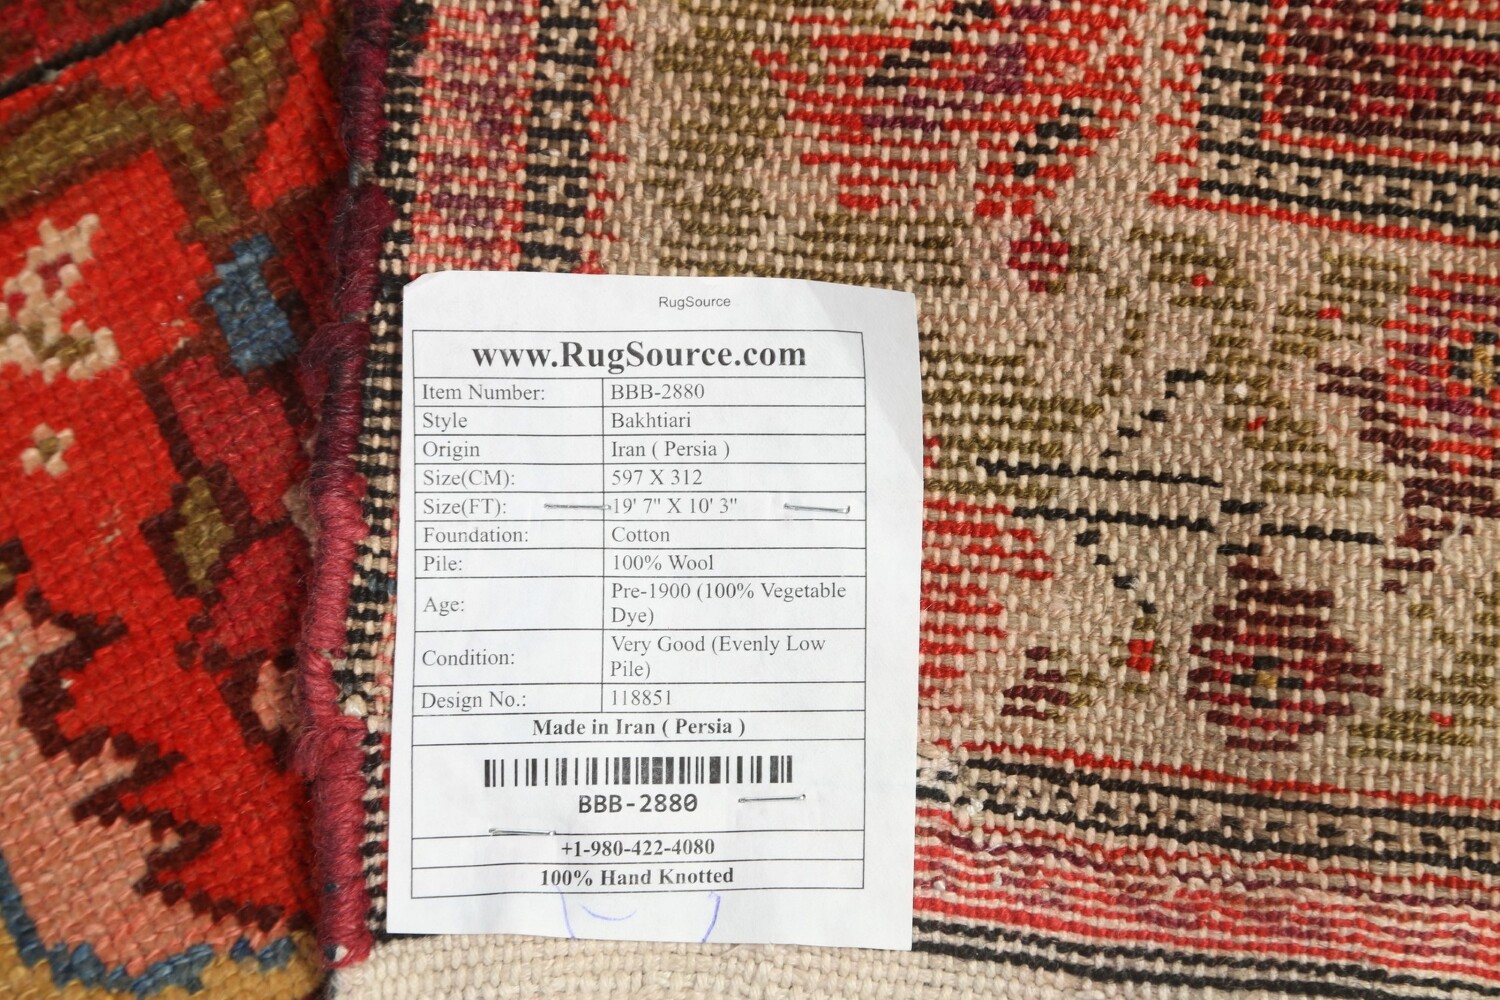 RugSource
www.RugSource.com
Item Number: BBB-2880
Style Bakhtiari
Origin Iran ( Persia )
Size(CM): 597 X 312
Size(FT): 19' 7" X 10' 3"
Foundation: Cotton
Pile: 100% Wool
Age: Pre-1900 (100% Vegetable
Dye)
Condition: Very Good (Evenly Low
Pile)
Design No.: 118851
Made in Iran ( Persia )
BBB-2880
+1-980-422-4080
100% Hand Knotted